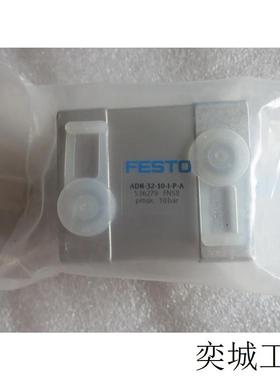 FESTO
ADN-32-10-I-P-A
536279 FN58
pmax. 10bar
奕城工